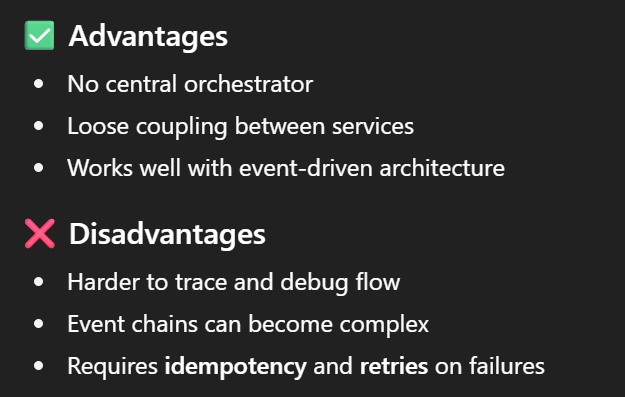 ✅ Advantages
• No central orchestrator
• Loose coupling between services
• Works well with event-driven architecture
❌ Disadvantages
• Harder to trace and debug flow
• Event chains can become complex
• Requires idempotency and retries on failures